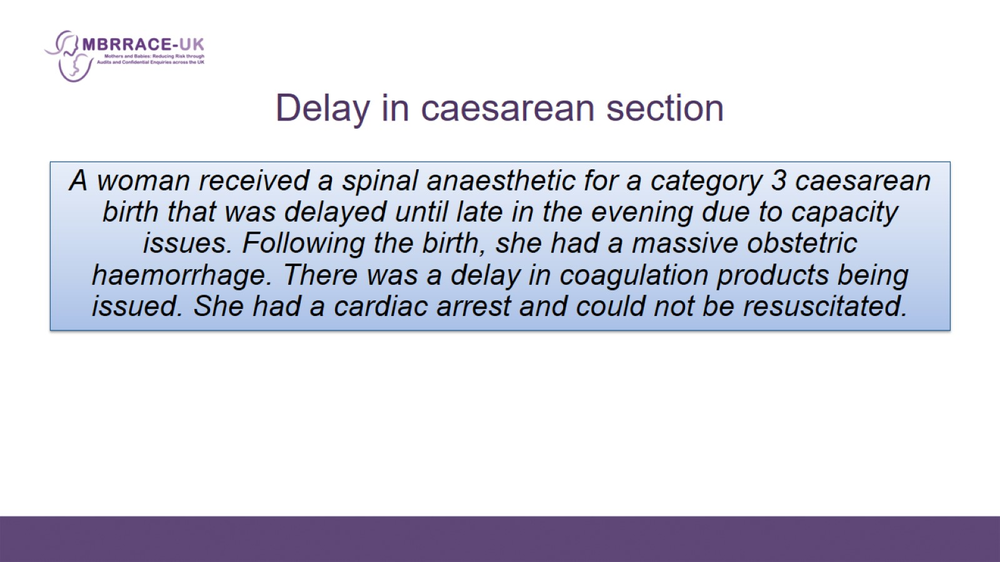 MBRRACE-UK
Mothers and Babies: Reducing Risk through
Audits and Confidential Enquiries across the UK
Delay in caesarean section
A woman received a spinal anaesthetic for a category 3 caesarean
birth that was delayed until late in the evening due to capacity
issues. Following the birth, she had a massive obstetric
haemorrhage. There was a delay in coagulation products being
issued. She had a cardiac arrest and could not be resuscitated.